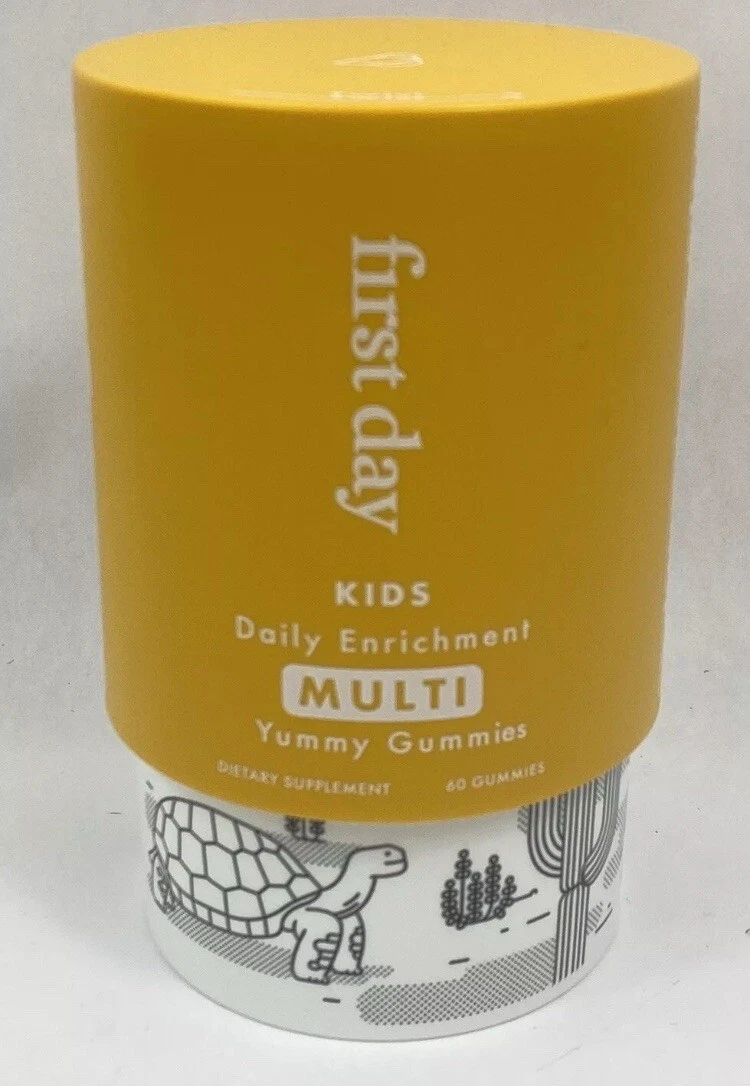 first day
KIDS
Daily Enrichment
MULTI
Yummy Gummies
DIETARY SUPPLEMENT 60 GUMMIES